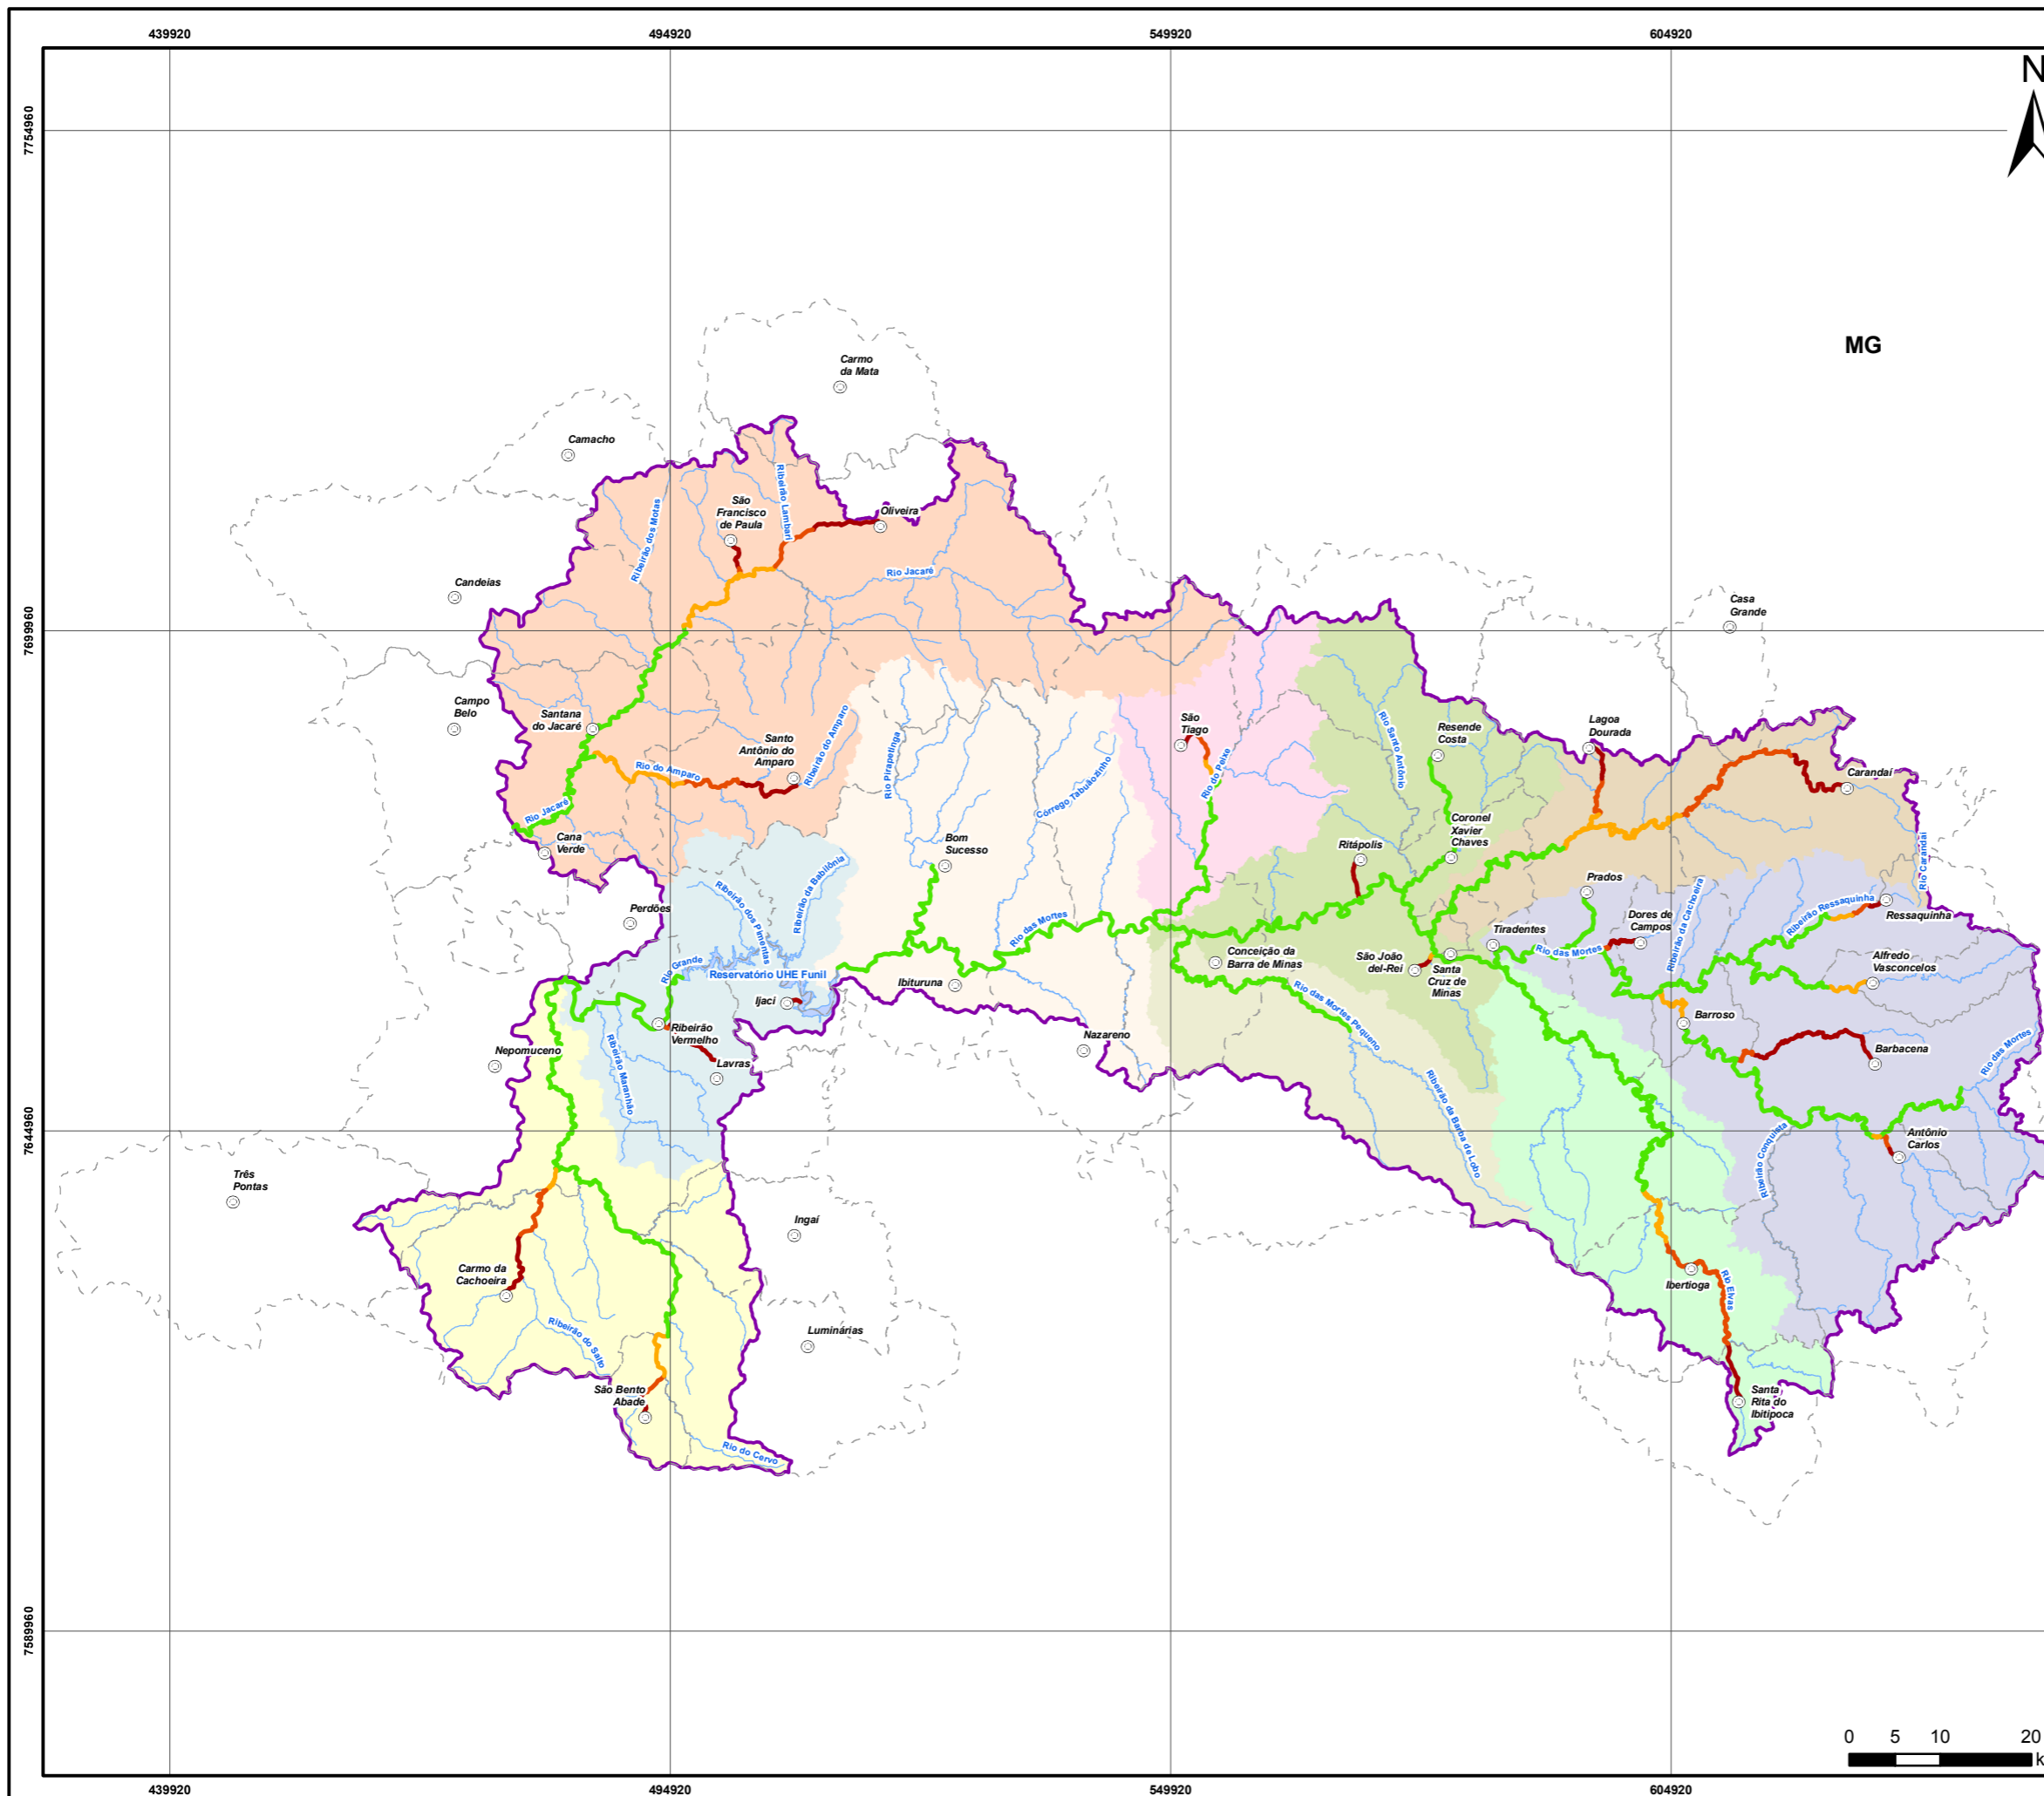 439920
494920
549920
604920
N
7754960
MG
Carmo
da Mata
Camacho
Ribeirão Lambari
São
Francisco
de Paula
Ribeirão dos Motas
Oliveira
Rio Jacaré
Candeias
Casa
Grande
7699960
Campo
Belo
Santana
do Jacaré
Santo
Antônio do
Amparo
Ribeirão do Amparo
Rio do Amparo
Rio Pirapetinga
Córrego Tabuãozinho
São
Tiago
Rio do Peixe
Rio Santo Antônio
Resende
Costa
Lagoa
Dourada
Carandaí
Rio Jacaré
Cana
Verde
Bom
Sucesso
Ritápolis
Coronel
Xavier
Chaves
Rio Carandaí
Ribeirão da Babilônia
Ribeirão dos Pimentas
Perdões
Prados
Dores de
Campos
Ribeirão da Cachoeira
Ribeirão Ressaquinha
Ressaquinha
Rio das Mortes
Tiradentes
Rio das Mortes
Conceição da
Barra de Minas
São João
del-Rei
Santa
Cruz de
Minas
Alfredo
Vasconcelos
Rio Grande
Reservatório UHE Funil
Ijaci
Ibituruna
Rio das Mortes Pequeno
Barroso
Ribeirão
Vermelho
Nazareno
Nepomuceno
Lavras
Ribeirão Maranhão
Barbacena
Rio das Mortes
Ribeirão da Barba de Lobo
7644960
Ribeirão Conquista
Antônio
Carlos
Três
Pontas
Ingaí
Carmo da
Cachoeira
Ibertioga
Rio Elvas
Ribeirão do Salto
Luminárias
São Bento
Abade
Santa
Rita do
Ibitipoca
Rio do Cervo
7589960
0
5
10
20
k
439920
494920
549920
604920